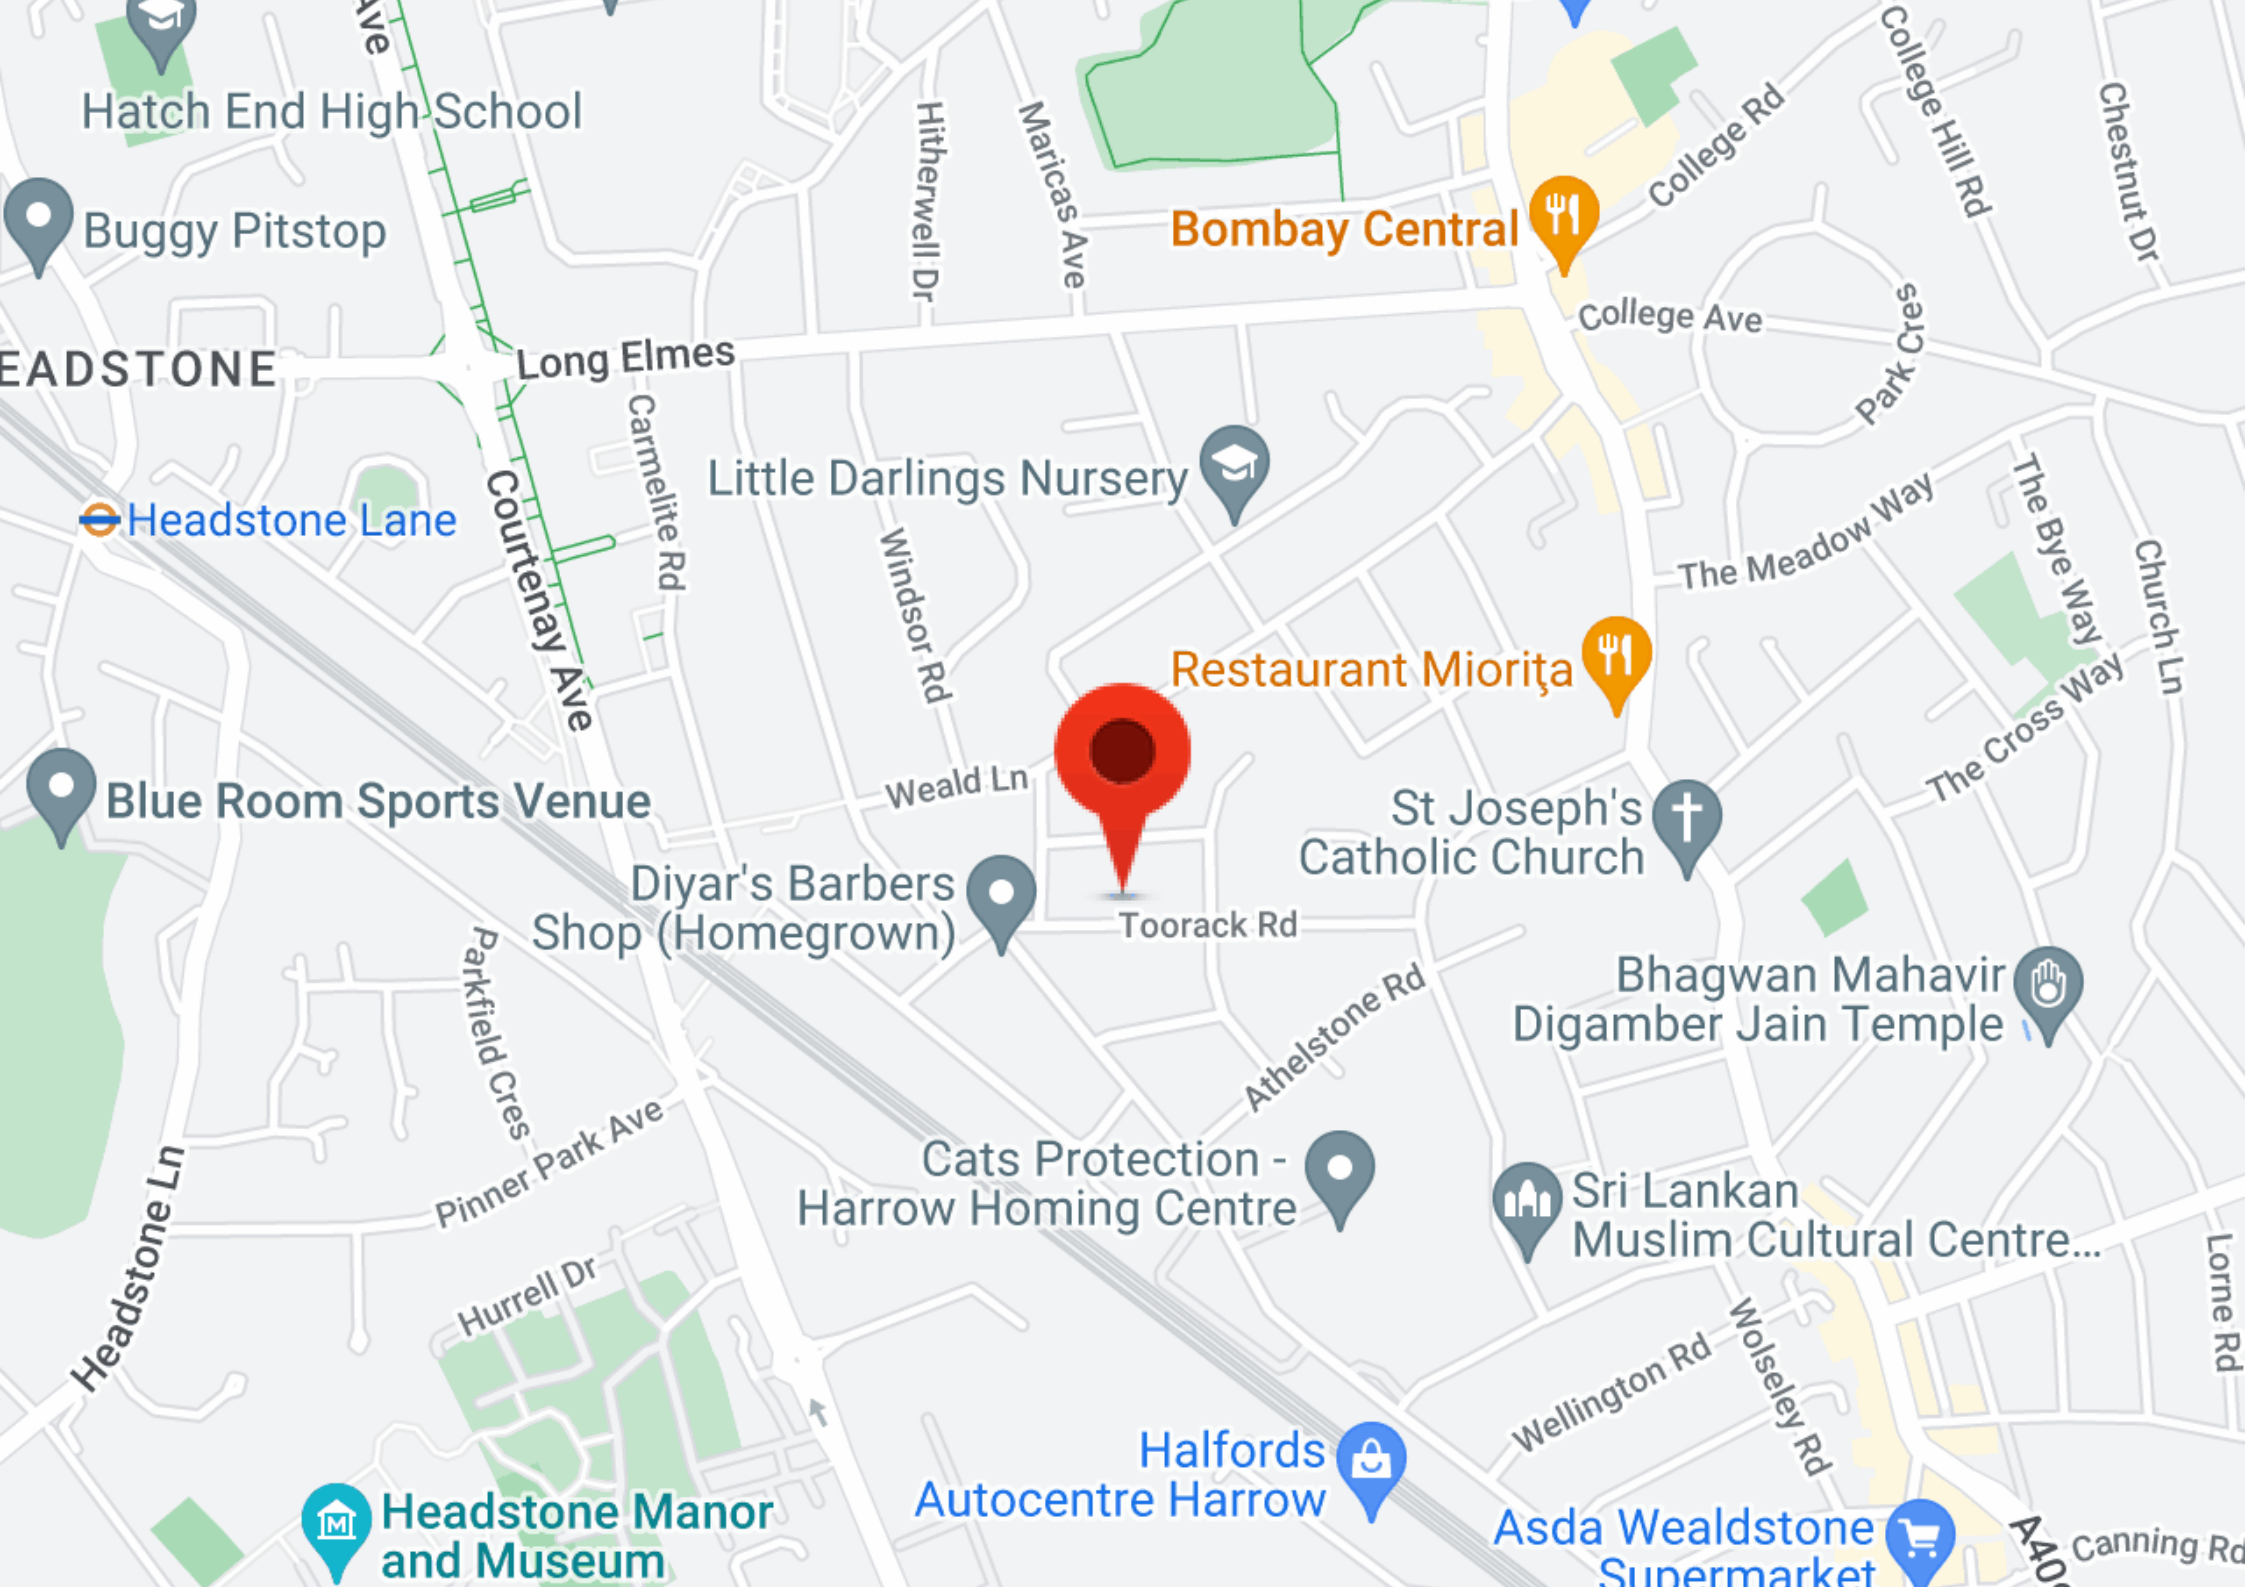 Ave
Hatch End High School
Buggy Pitstop
Hitherwell Dr
Maricas Ave
Bombay Central
College Rd
College Hill Rd
Chestnut Dr
College Ave
Park Cres
EADSTONE
Long Elmes
Carmelite Rd
Little Darlings Nursery
Headstone Lane
Courtenay Ave
Windsor Rd
The Meadow Way
The Bye Way
Church Ln
Restaurant Miorița
The Cross Way
Weald Ln
Blue Room Sports Venue
St Joseph's
Catholic Church
Diyar's Barbers
Shop (Homegrown)
Toorack Rd
Parkfield Cres
Athelstone Rd
Bhagwan Mahavir
Digamber Jain Temple
Pinner Park Ave
Cats Protection -
Harrow Homing Centre
Sri Lankan
Muslim Cultural Centre...
Headstone Ln
Hurrell Dr
Lorne Rd
Wellington Rd
Wolseley Rd
Halfords
Autocentre Harrow
Headstone Manor
and Museum
M
Asda Wealdstone
Supermarket
A409
Canning Rd